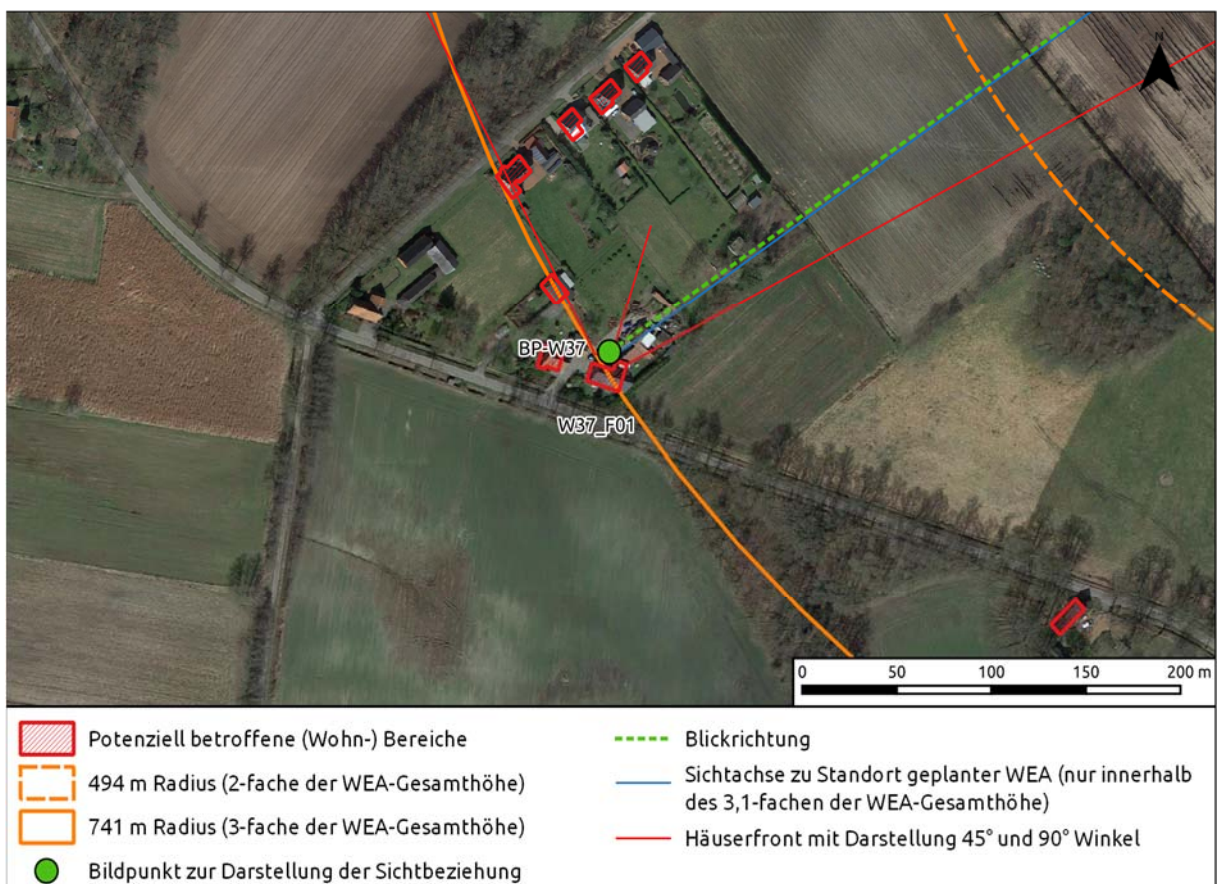 N
BP-W37
W37_F01
0 50 100 150 200 m
Potenziell betroffene (Wohn-) Bereiche
494 m Radius (2-fache der WEA-Gesamthöhe)
741 m Radius (3-fache der WEA-Gesamthöhe)
Bildpunkt zur Darstellung der Sichtbeziehung
Blickrichtung
Sichtachse zu Standort geplanter WEA (nur innerhalb
des 3,1-fachen der WEA-Gesamthöhe)
Häuserfront mit Darstellung 45° und 90° Winkel